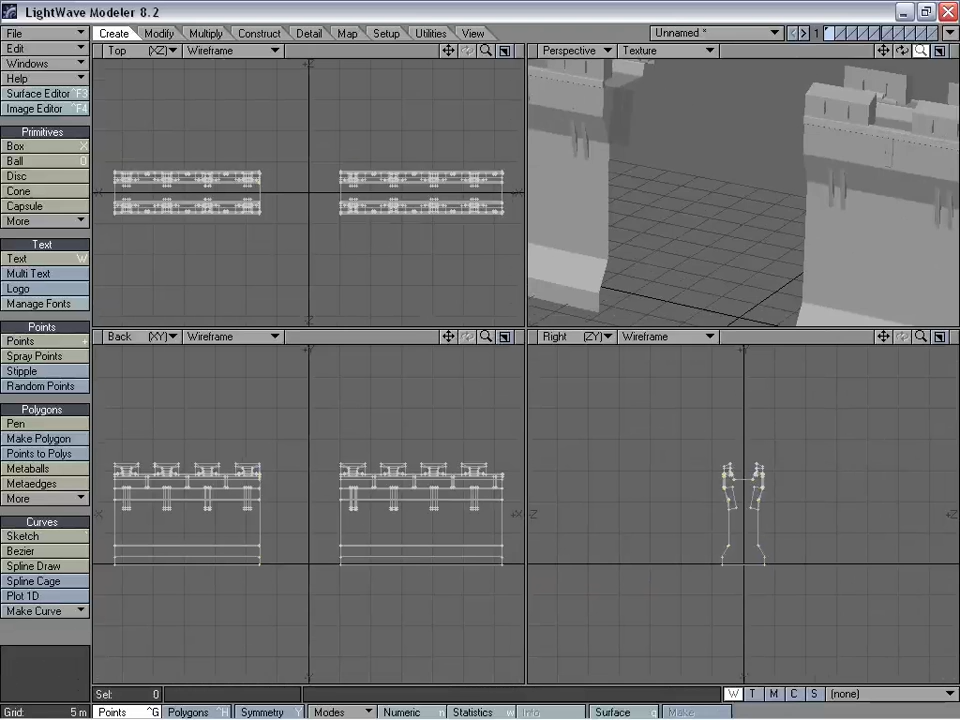 LightWave Modeler 8.2
File
Create Modify Multiply Construct Detail Map Setup Utilities View
Unnamed * 1
Edit
Top (XZ) Wireframe
Perspective Texture
Windows
Help
Surface Editor ^F3
Image Editor ^F4
Primitives
Box X
Ball O
Disc
Cone
Capsule
More
Text
Text W
Multi Text
Logo
Manage Fonts
Points
Points +
Spray Points
Stipple
Random Points
Back (XY) Wireframe
Right (ZY) Wireframe
Polygons
Pen
Make Polygon
Points to Polys
Metaballs
Metaedges
More
Curves
Sketch
Bezier
Spline Draw
Spline Cage
Plot 1D
Make Curve
Sel: 0
W T M C S (none)
Grid: 5 m
Points ^G Polygons ^H Symmetry Y Modes Numeric n Statistics w Info Surface q Make